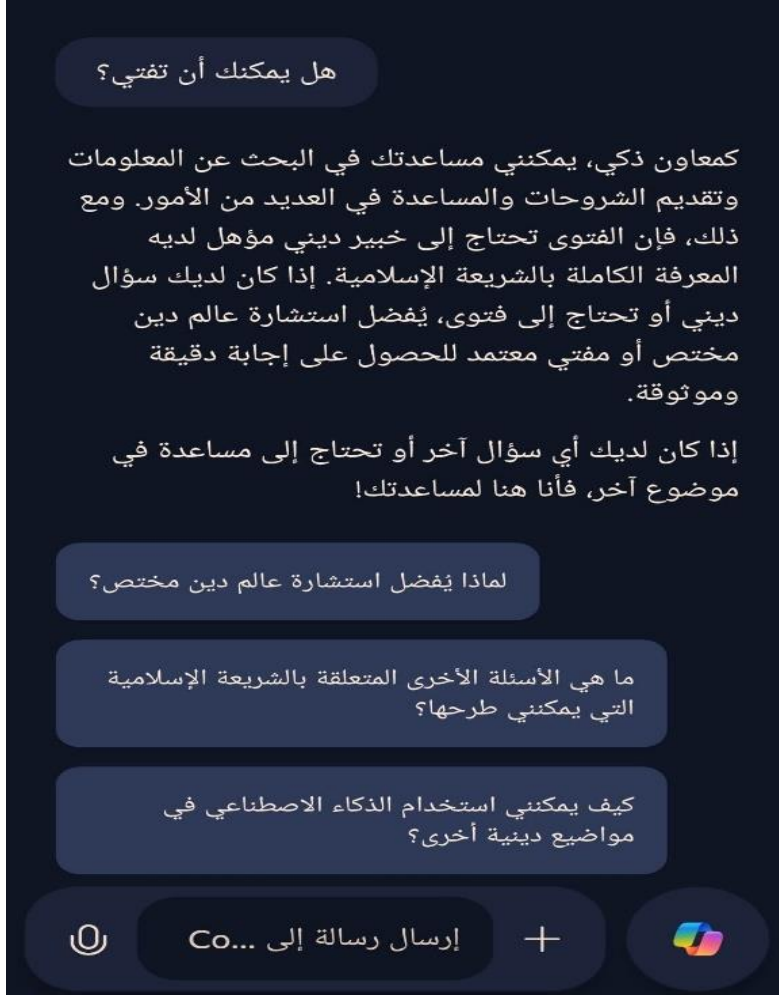 هل يمكنك أن تفتي؟
كمعاون ذكي، يمكنني مساعدتك في البحث عن المعلومات
وتقديم الشروحات والمساعدة في العديد من الأمور. ومع
ذلك، فإن الفتوى تحتاج إلى خبير ديني مؤهل لديه
المعرفة الكاملة بالشريعة الإسلامية. إذا كان لديك سؤال
ديني أو تحتاج إلى فتوى، يُفضل استشارة عالم دين
مختص أو مفتي معتمد للحصول على إجابة دقيقة
وموثوقة.
إذا كان لديك أي سؤال آخر أو تحتاج إلى مساعدة في
موضوع آخر، فأنا هنا لمساعدتك!
لماذا يُفضل استشارة عالم دين مختص؟
ما هي الأسئلة الأخرى المتعلقة بالشريعة الإسلامية
التي يمكنني طرحها؟
كيف يمكنني استخدام الذكاء الاصطناعي في
مواضيع دينية أخرى؟
إرسال رسالة إلى Co...